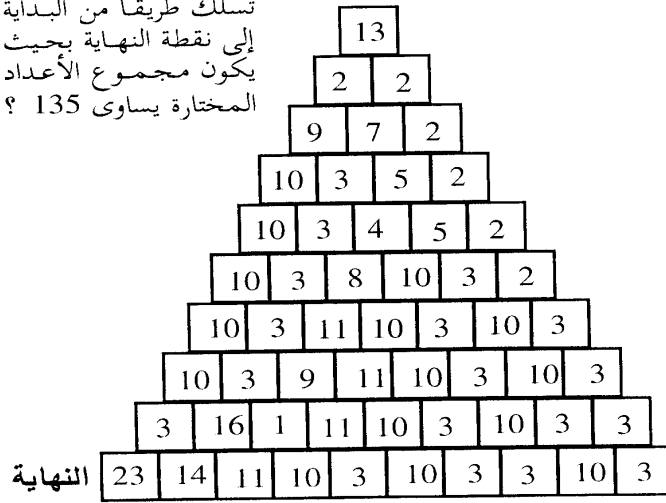 تسلك طريقا من البداية
إلى نقطة النهاية بحيث
يكون مجموع الأعداد
المختارة يساوى 135 ؟
13
2 2
9 7 2
10 3 5 2
10 3 4 5 2
10 3 8 10 3 2
10 3 11 10 3 10 3
10 3 9 11 10 3 10 3
3 16 1 11 10 3 10 3 3
النهاية 23 14 11 10 3 10 3 3 10 3